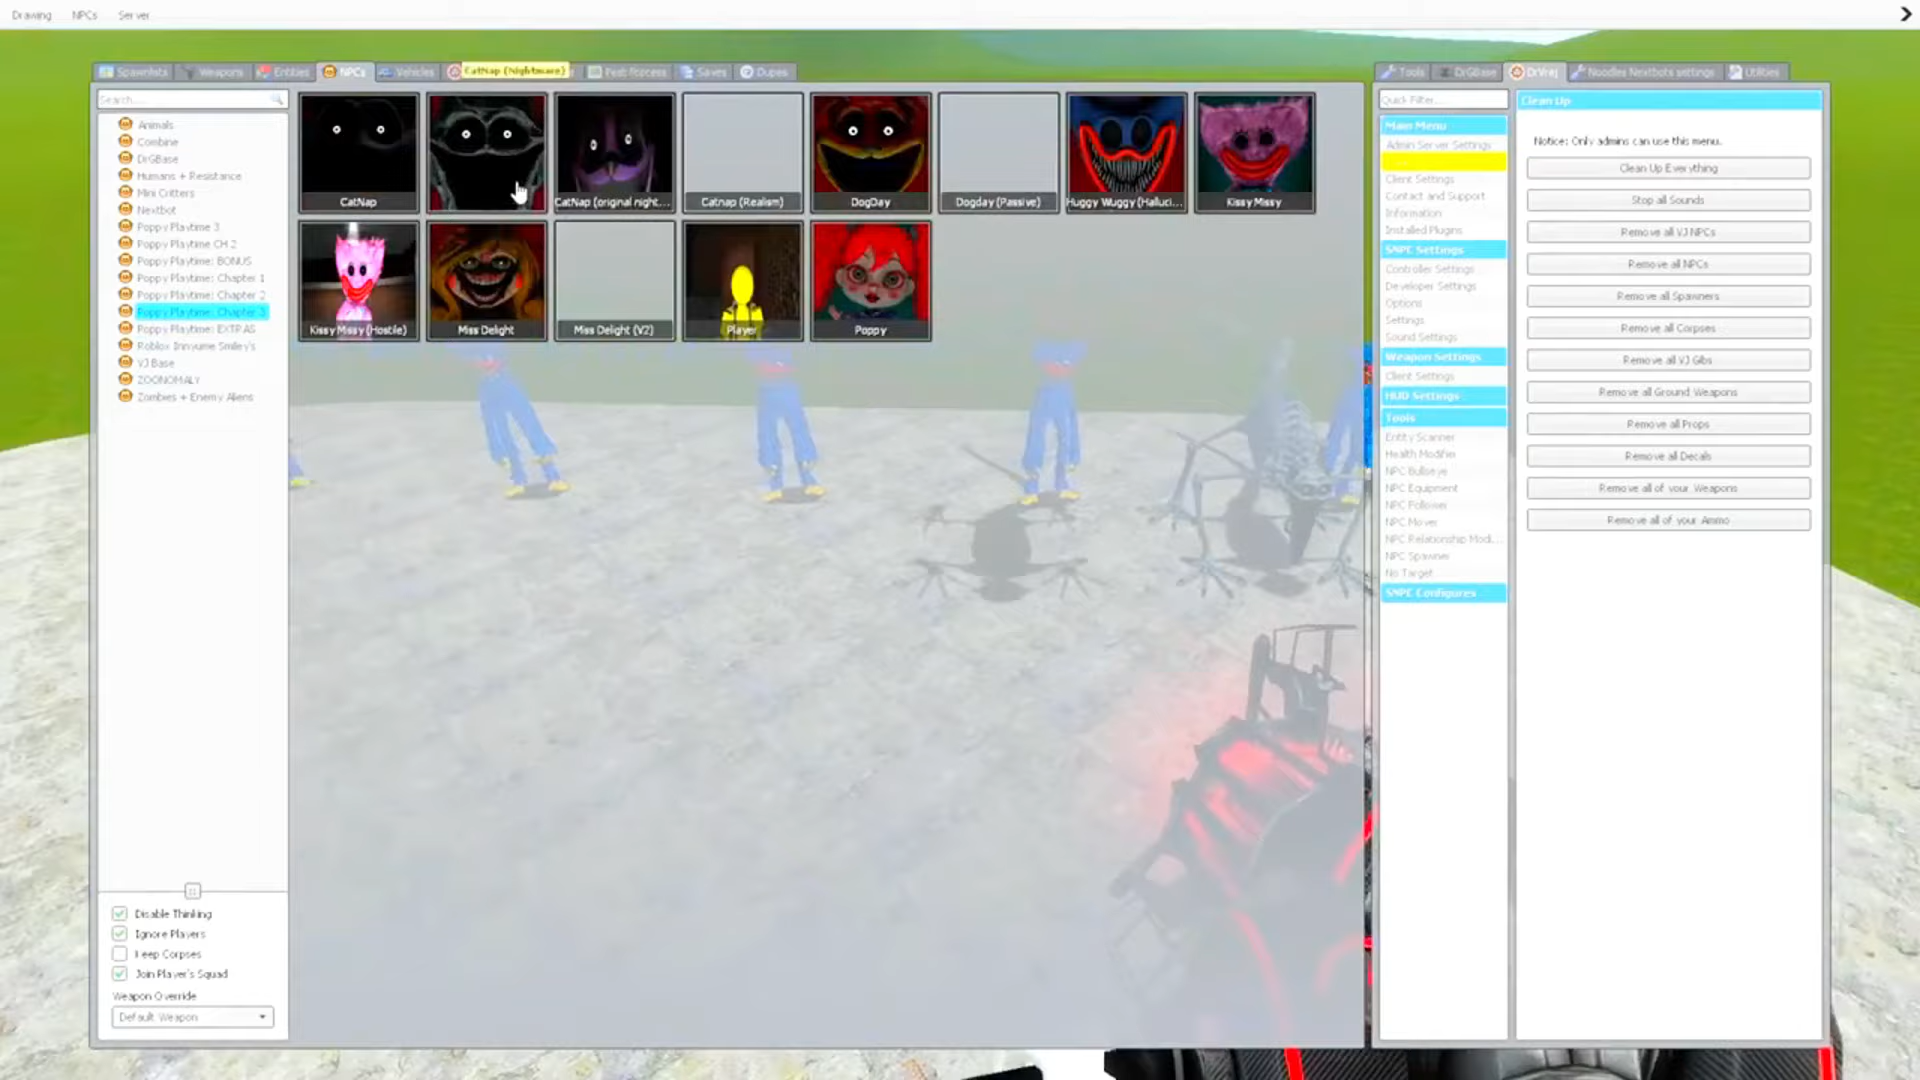 Drawing NPCs Server
Spawnlists Weapons Entities NPCs Vehicles CatNap (Nightmare) Post Process Saves Dupes
Tools DrGBase DrVrej Noodles Nextbots settings Utilities
Search...
Animals
Combine
DrGBase
Humans + Resistance
Mini Critters
Nextbot
Poppy Playtime 3
Poppy Playtime CH 2
Poppy Playtime: BONUS
Poppy Playtime: Chapter 1
Poppy Playtime: Chapter 2
Poppy Playtime: Chapter 3
Poppy Playtime: EXTRAS
Roblox Innyume Smiley's
VJ Base
ZOONOMALY
Zombies + Enemy Aliens
Disable Thinking
Ignore Players
Keep Corpses
Join Player's Squad
Weapon Override
Default Weapon
CatNap
CatNap (original night...
Catnap (Realism)
DogDay
Dogday (Passive)
Huggy Wuggy (Halluci...
Kissy Missy
Kissy Missy (Hostile)
Miss Delight
Miss Delight (V2)
Player
Poppy
Quick Filter...
Main Menu
Admin Server Settings
Client Settings
Contact and Support
Information
Installed Plugins
SNPC Settings
Controller Settings
Developer Settings
Options
Settings
Sound Settings
Weapon Settings
Client Settings
HUD Settings
Tools
Entity Scanner
Health Modifier
NPC Bullseye
NPC Equipment
NPC Follower
NPC Mover
NPC Relationship Modi...
NPC Spawner
No Target
SNPC Configures
Clean Up
Notice: Only admins can use this menu.
Clean Up Everything
Stop all Sounds
Remove all VJ NPCs
Remove all NPCs
Remove all Spawners
Remove all Corpses
Remove all VJ Gibs
Remove all Ground Weapons
Remove all Props
Remove all Decals
Remove all of your Weapons
Remove all of your Ammo